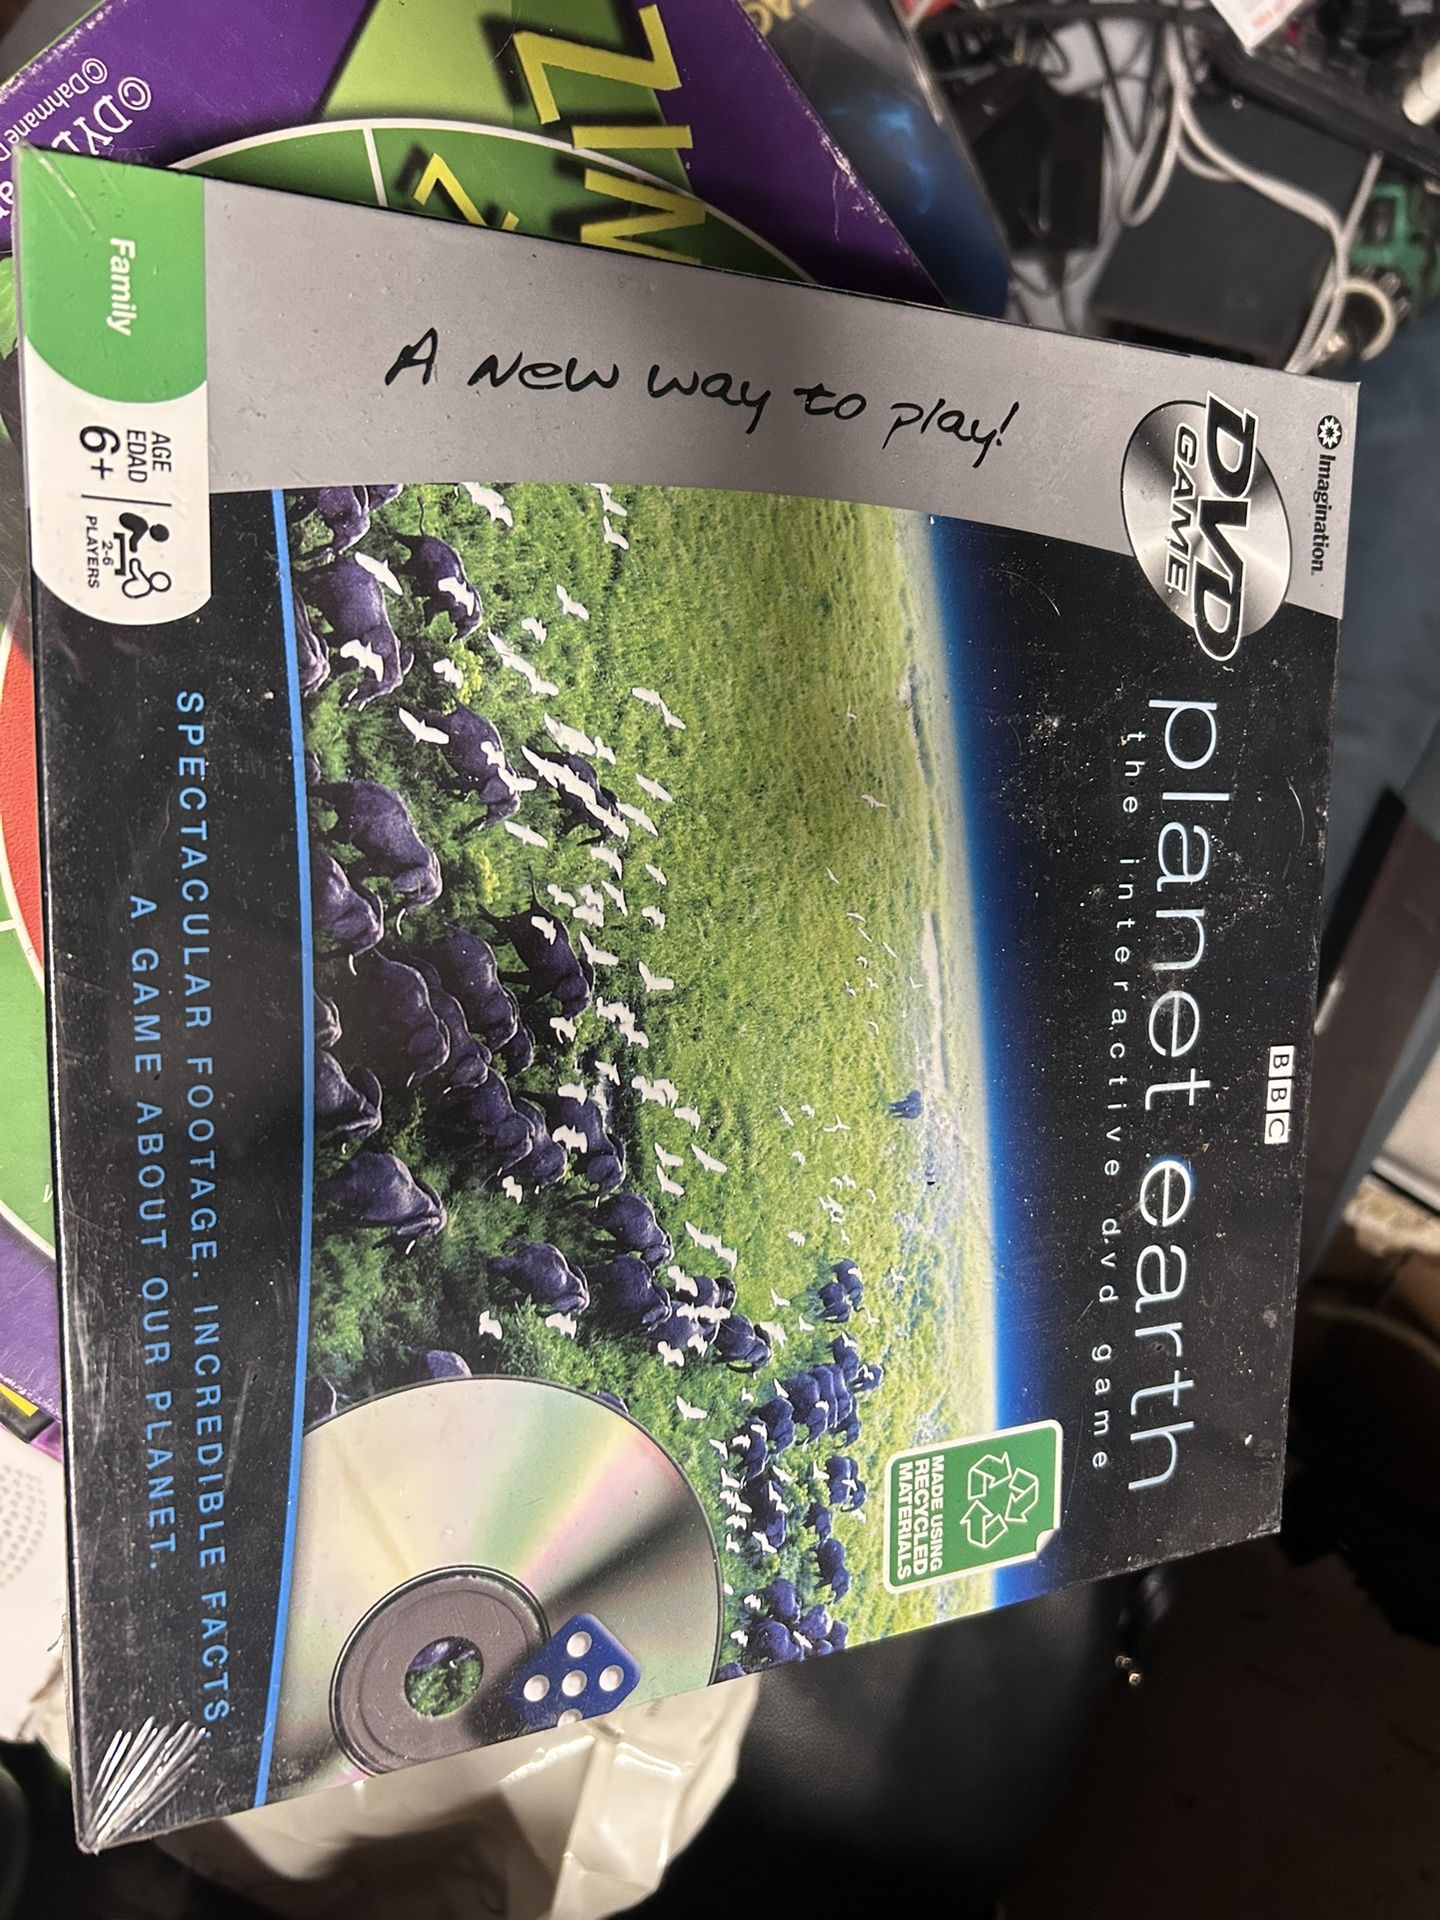 Imagination
DVD
GAME
BBC
planet earth
the interactive dvd game
A New way to play!
MADE USING
RECYCLED
MATERIALS
SPECTACULAR FOOTAGE. INCREDIBLE FACTS.
A GAME ABOUT OUR PLANET.
Family
AGE
EDAD
6+
2-6
PLAYERS